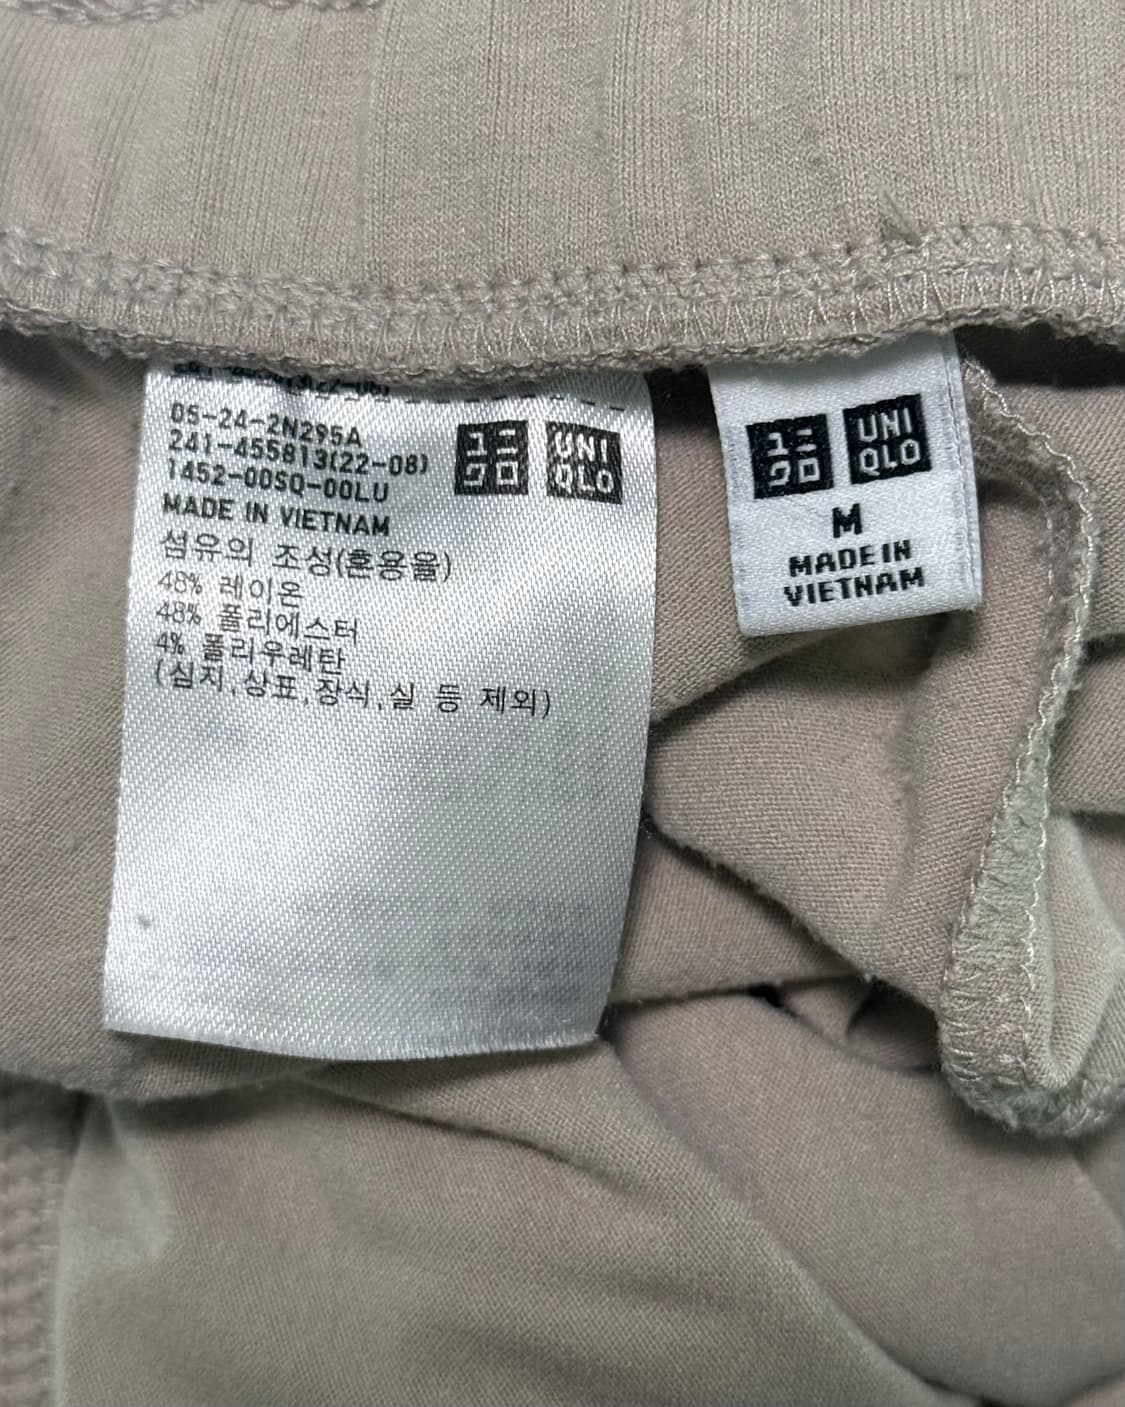 05-24-2N295A
241-455813(22-08)
1452-00SQ-00LU
MADE IN VIETNAM
ユニ
クロ
UNI
QLO
섬유의 조성(혼용율)
48% 레이온
48% 폴리에스터
4% 폴리우레탄
(심지,상표,장식,실 등 제외)
ユニ
クロ
UNI
QLO
M
MADE IN
VIETNAM